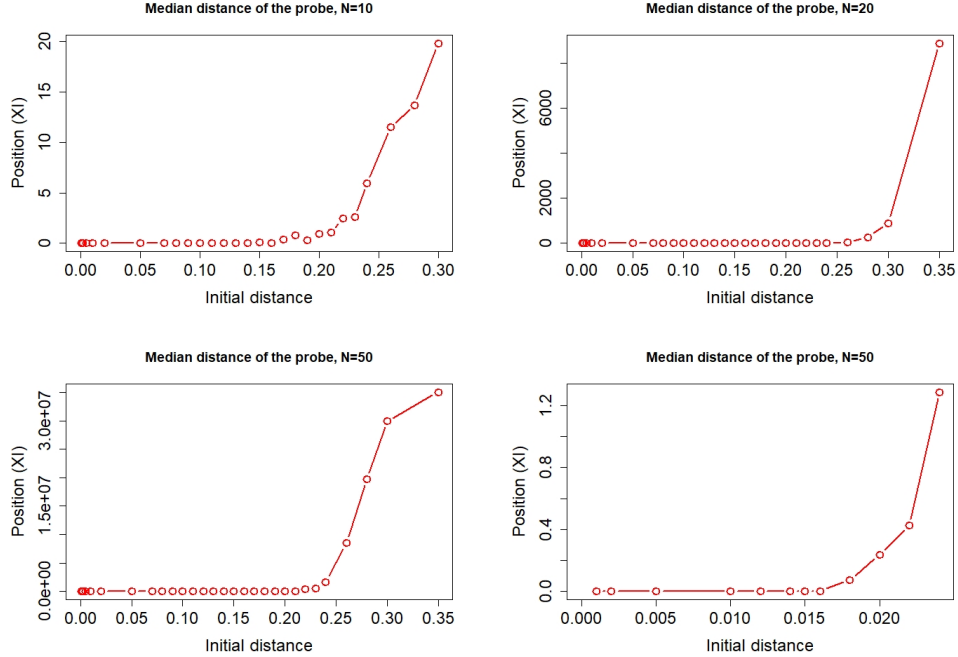 Median distance of the probe, N=10
Position (XI)
20
15
10
5
0
0.00 0.05 0.10 0.15 0.20 0.25 0.30
Initial distance
Median distance of the probe, N=20
Position (XI)
6000
2000
0
0.00 0.05 0.10 0.15 0.20 0.25 0.30 0.35
Initial distance
Median distance of the probe, N=50
Position (XI)
3.0e+07
1.5e+07
0.0e+00
0.00 0.05 0.10 0.15 0.20 0.25 0.30 0.35
Initial distance
Median distance of the probe, N=50
Position (XI)
1.2
0.8
0.4
0.0
0.000 0.005 0.010 0.015 0.020
Initial distance